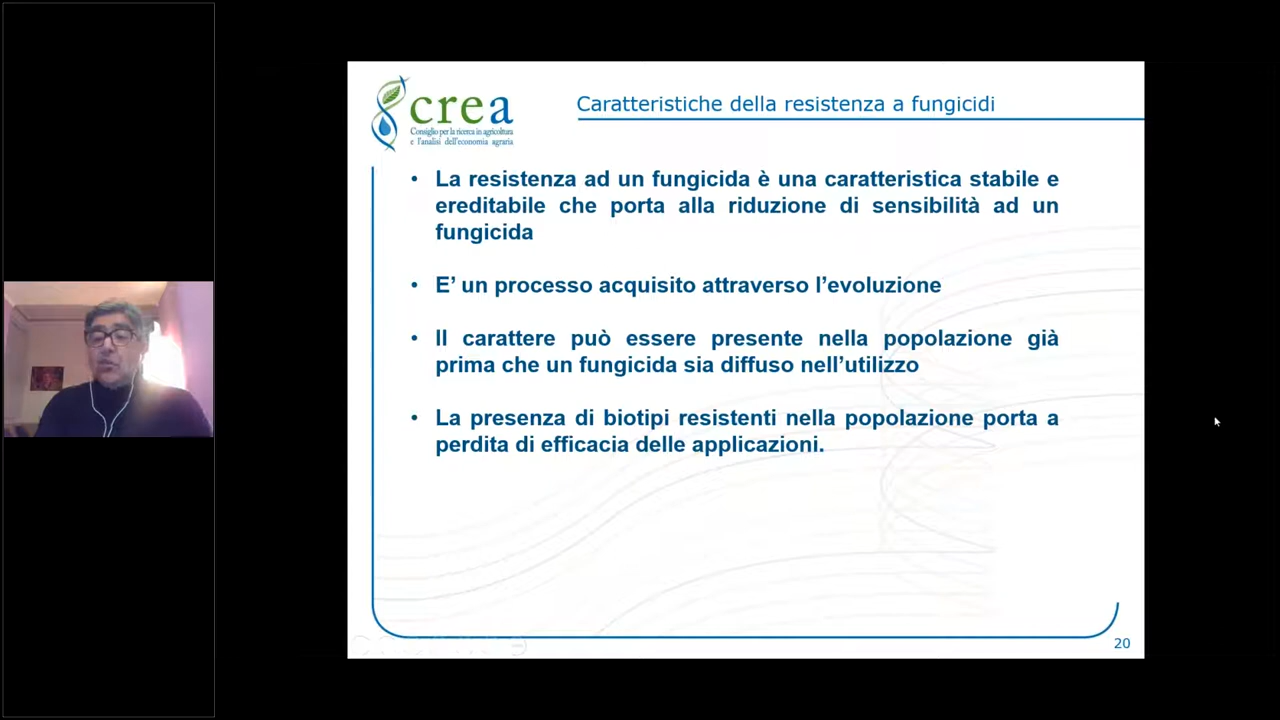 crea
Consiglio per la ricerca in agricoltura
e l'analisi dell'economia agraria
Caratteristiche della resistenza a fungicidi
• La resistenza ad un fungicida è una caratteristica stabile e
ereditabile che porta alla riduzione di sensibilità ad un
fungicida
• E’ un processo acquisito attraverso l’evoluzione
• Il carattere può essere presente nella popolazione già
prima che un fungicida sia diffuso nell’utilizzo
• La presenza di biotipi resistenti nella popolazione porta a
perdita di efficacia delle applicazioni.
20